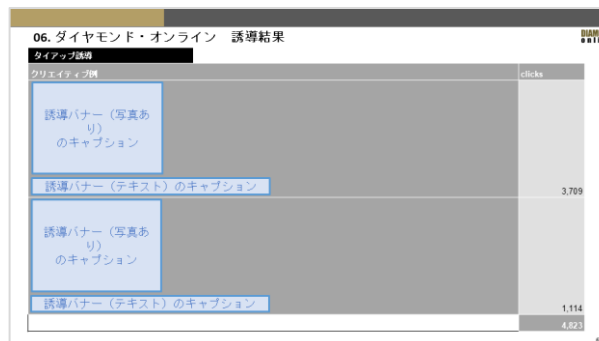 06. ダイヤモンド・オンライン 誘導結果
DIAM
タイアップ誘導
クリエイティブ例 clicks
誘導バナー（写真あ
り）
のキャプション
誘導バナー（テキスト）のキャプション
3,709
誘導バナー（写真あ
り）
のキャプション
誘導バナー（テキスト）のキャプション
1,114
4,823